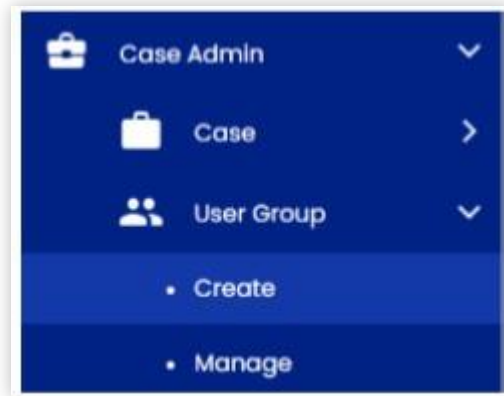 Case Admin
Case
User Group
Create
Manage